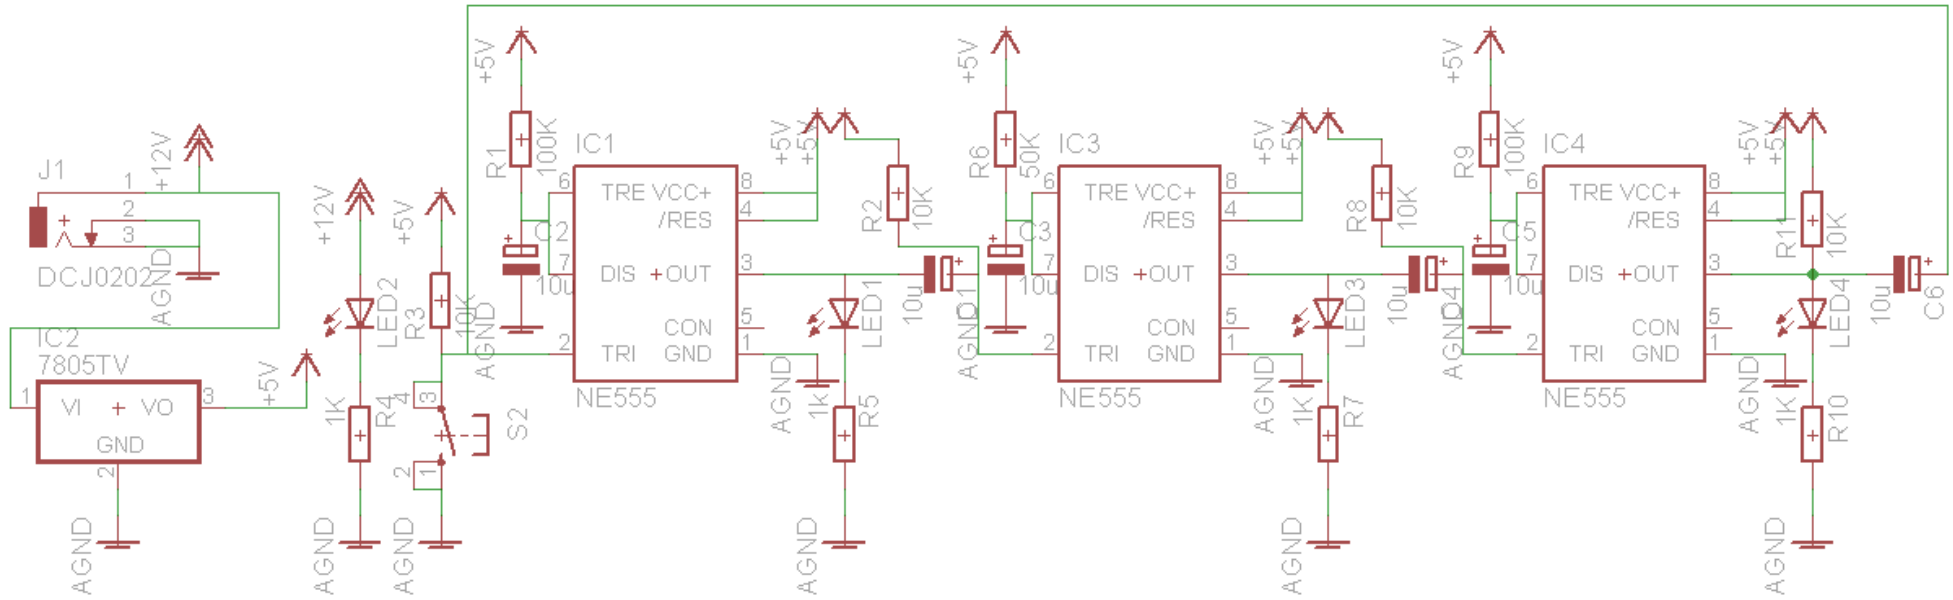 J1
1
2
3
DCJ0202
+12V
AGND
IC2
7805TV
1
VI
VO
3
GND
2
+5V
AGND
+12V
LED2
1K
R4
AGND
+5V
R3
10K
4
3
2
1
S2
AGND
+5V
R1
100K
C2
10u
AGND
IC1
6
TRE
VCC+
8
/RES
4
7
DIS
+OUT
3
CON
5
2
TRI
GND
1
NE555
+5V
+5V
R2
10K
LED1
10u
C1
AGND
1K
R5
AGND
+5V
R6
50K
C3
10u
AGND
IC3
6
TRE
VCC+
8
/RES
4
7
DIS
+OUT
3
CON
5
2
TRI
GND
1
NE555
+5V
+5V
R8
10K
LED3
10u
C4
AGND
1K
R7
AGND
+5V
R9
100K
C5
10u
AGND
IC4
6
TRE
VCC+
8
/RES
4
7
DIS
+OUT
3
CON
5
2
TRI
GND
1
NE555
+5V
+5V
R11
10K
LED4
10u
C6
AGND
1K
R10
AGND